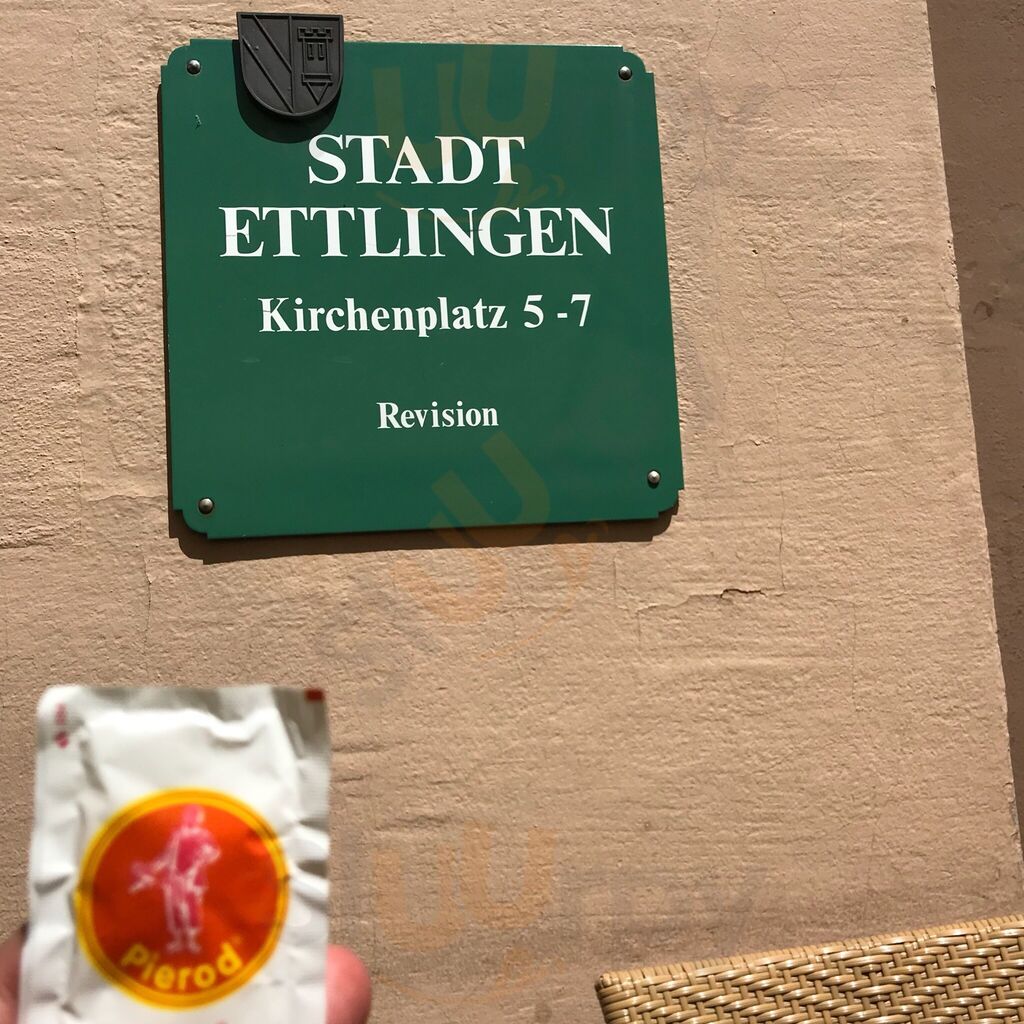 STADT
ETTLINGEN
Kirchenplatz 5 -7
Revision
Pierod